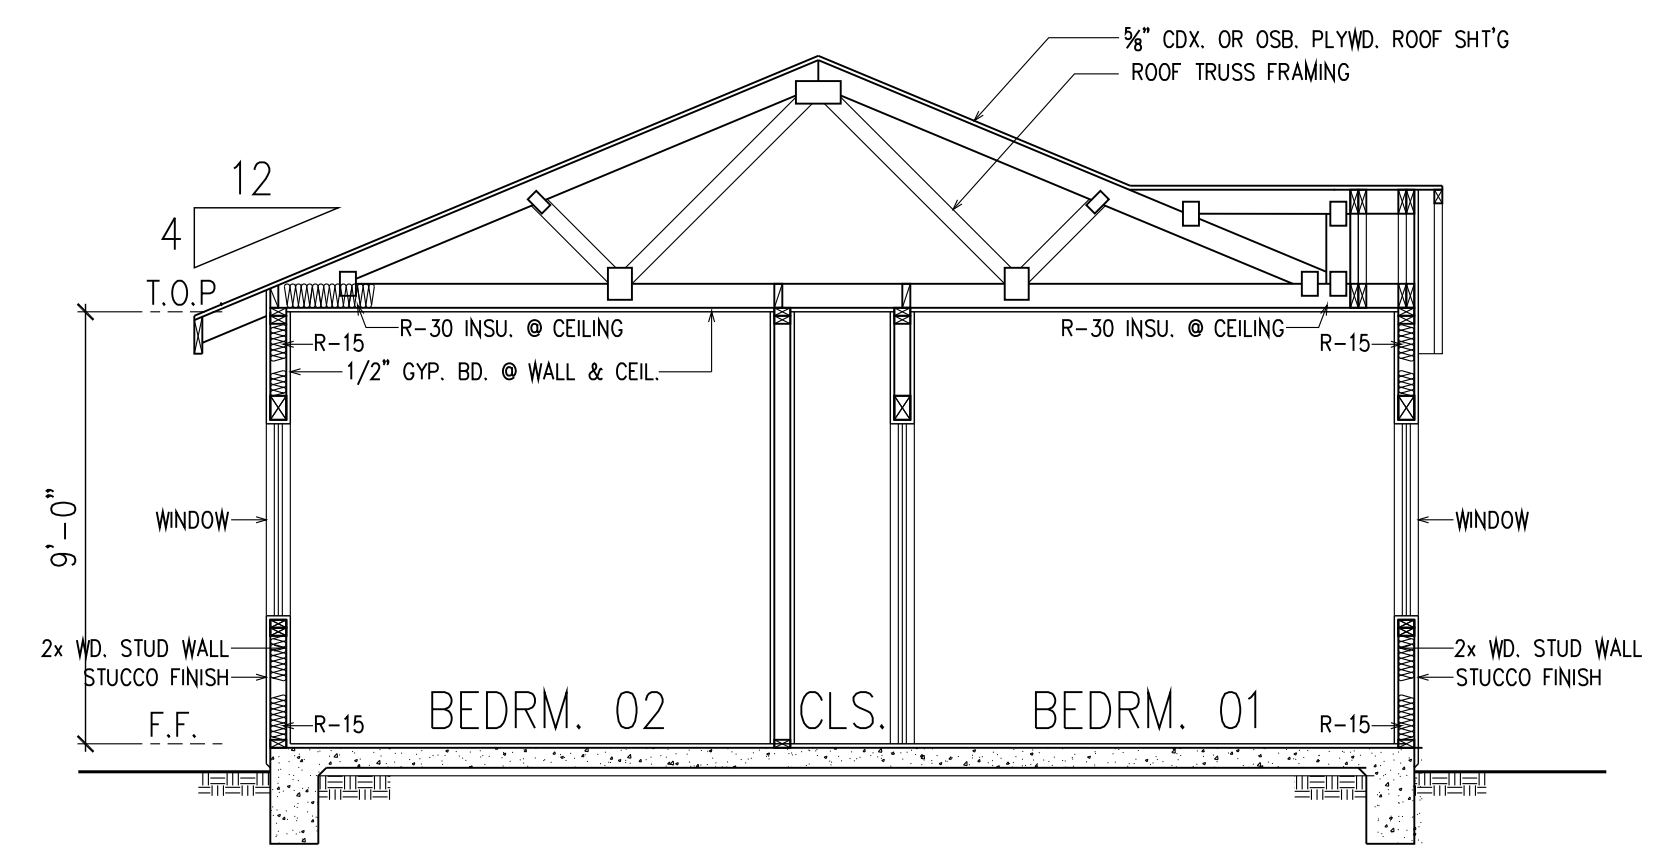 ⅝" CDX. OR OSB. PLYWD. ROOF SHT'G
ROOF TRUSS FRAMING
12
4
T.O.P.
R-30 INSU. @ CEILING
R-30 INSU. @ CEILING
R-15
R-15
1/2" GYP. BD. @ WALL & CEIL.
9'-0"
WINDOW
WINDOW
2x WD. STUD WALL
2x WD. STUD WALL
STUCCO FINISH
STUCCO FINISH
F.F.
R-15
BEDRM. 02
CLS.
BEDRM. 01
R-15